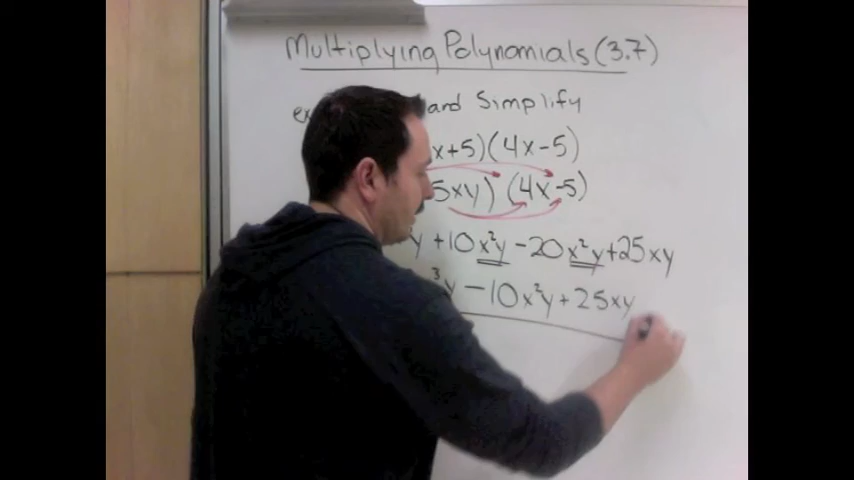 Multiplying Polynomials (3.7)
and Simplify
x+5)(4x-5)
5xy) (4x-5)
y +10x²y -20x²y+25xy
³y -10x²y+25xy